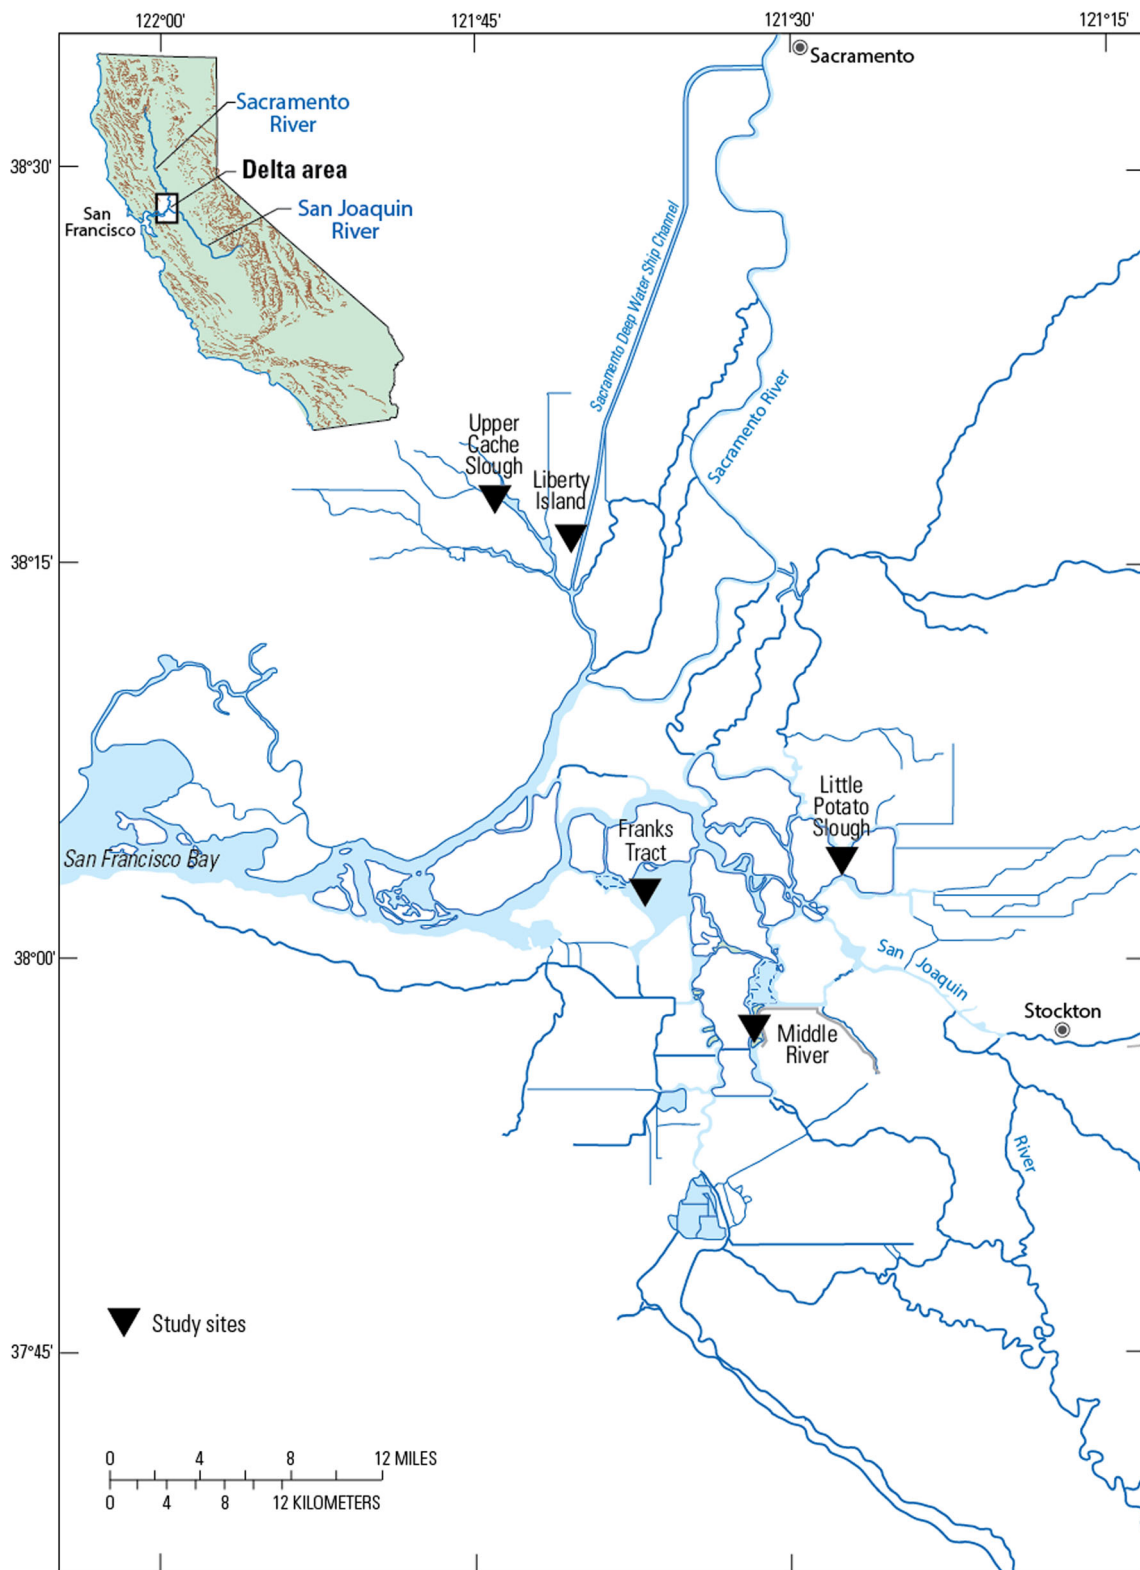 122°00'
121°45'
121°30'
121°15'
Sacramento
38°30'
Sacramento
River
Delta area
San Joaquin
River
San
Francisco
Sacramento Deep Water Ship Channel
Sacramento River
Upper
Cache
Slough
Liberty
Island
38°15'
Little
Potato
Slough
Franks
Tract
San Francisco Bay
38°00'
San Joaquin
Stockton
Middle
River
River
Study sites
37°45'
0 4 8 12 MILES
0 4 8 12 KILOMETERS